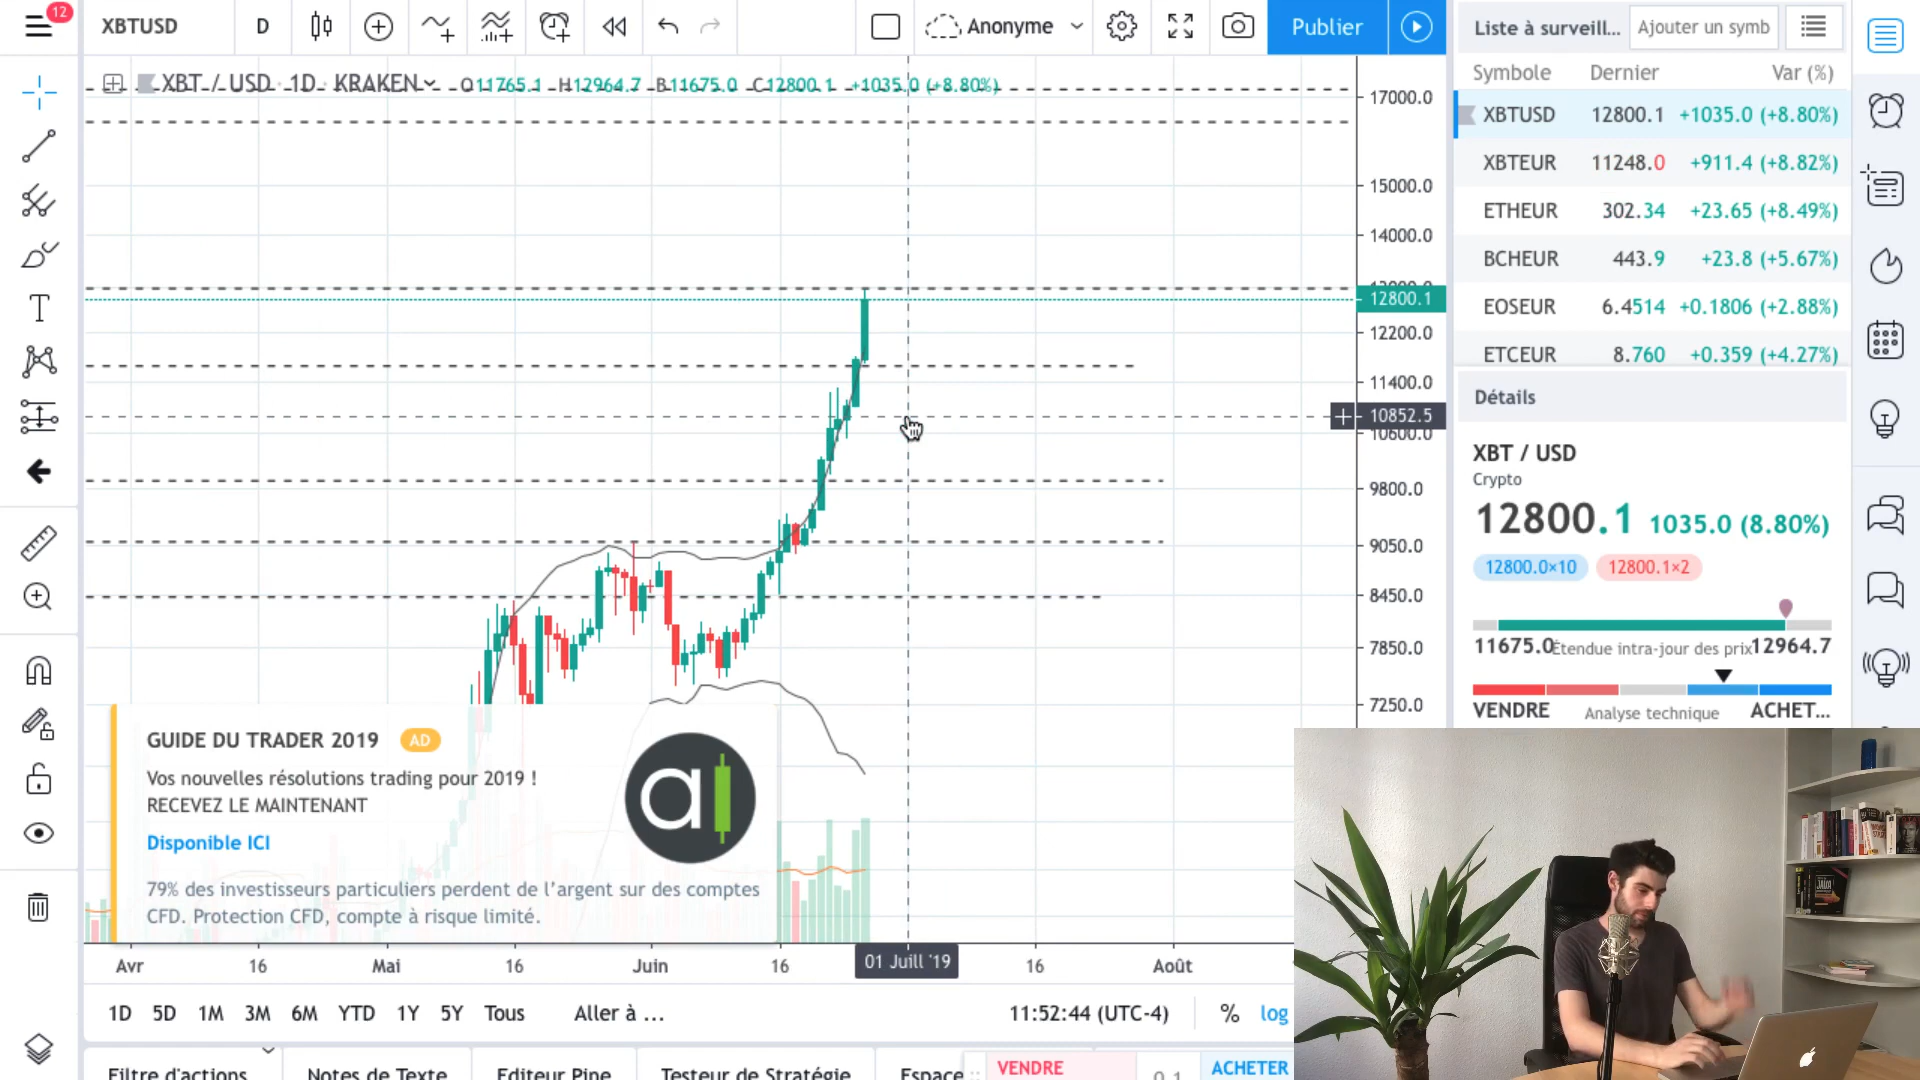 12
XBTUSD
D
Anonyme
Publier
Liste à surveill...
Ajouter un symb
XBT / USD · 1D · KRAKEN
O11765.1 H12964.7 B11675.0 C12800.1 +1035.0 (+8.80%)
17000.0
15000.0
14000.0
12800.1
12200.0
11400.0
10852.5
10600.0
9800.0
9050.0
8450.0
7850.0
7250.0
Symbole Dernier Var (%)
XBTUSD 12800.1 +1035.0 (+8.80%)
XBTEUR 11248.0 +911.4 (+8.82%)
ETHEUR 302.34 +23.65 (+8.49%)
BCHEUR 443.9 +23.8 (+5.67%)
EOSEUR 6.4514 +0.1806 (+2.88%)
ETCEUR 8.760 +0.359 (+4.27%)
Détails
XBT / USD
Crypto
12800.1 1035.0 (8.80%)
12800.0×10 12800.1×2
11675.0 Étendue intra-jour des prix 12964.7
VENDRE Analyse technique ACHET...
GUIDE DU TRADER 2019 AD
Vos nouvelles résolutions trading pour 2019 !
RECEVEZ LE MAINTENANT
Disponible ICI
79% des investisseurs particuliers perdent de l'argent sur des comptes
CFD. Protection CFD, compte à risque limité.
al
Avr 16 Mai 16 Juin 16 01 Juill '19 16 Août
1D 5D 1M 3M 6M YTD 1Y 5Y Tous Aller à ... 11:52:44 (UTC-4) % log
Filtre d'actions Notes de Texte Editeur Pine Testeur de Stratégie Espace VENDRE 0.1 ACHETER